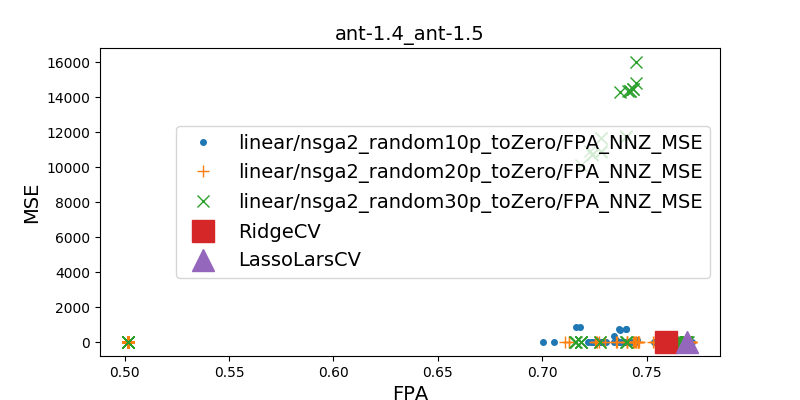 ant-1.4_ant-1.5
16000
14000
12000
10000
8000
6000
4000
2000
0
MSE
linear/nsga2_random10p_toZero/FPA_NNZ_MSE
linear/nsga2_random20p_toZero/FPA_NNZ_MSE
linear/nsga2_random30p_toZero/FPA_NNZ_MSE
RidgeCV
LassoLarsCV
0.50 0.55 0.60 0.65 0.70 0.75
FPA